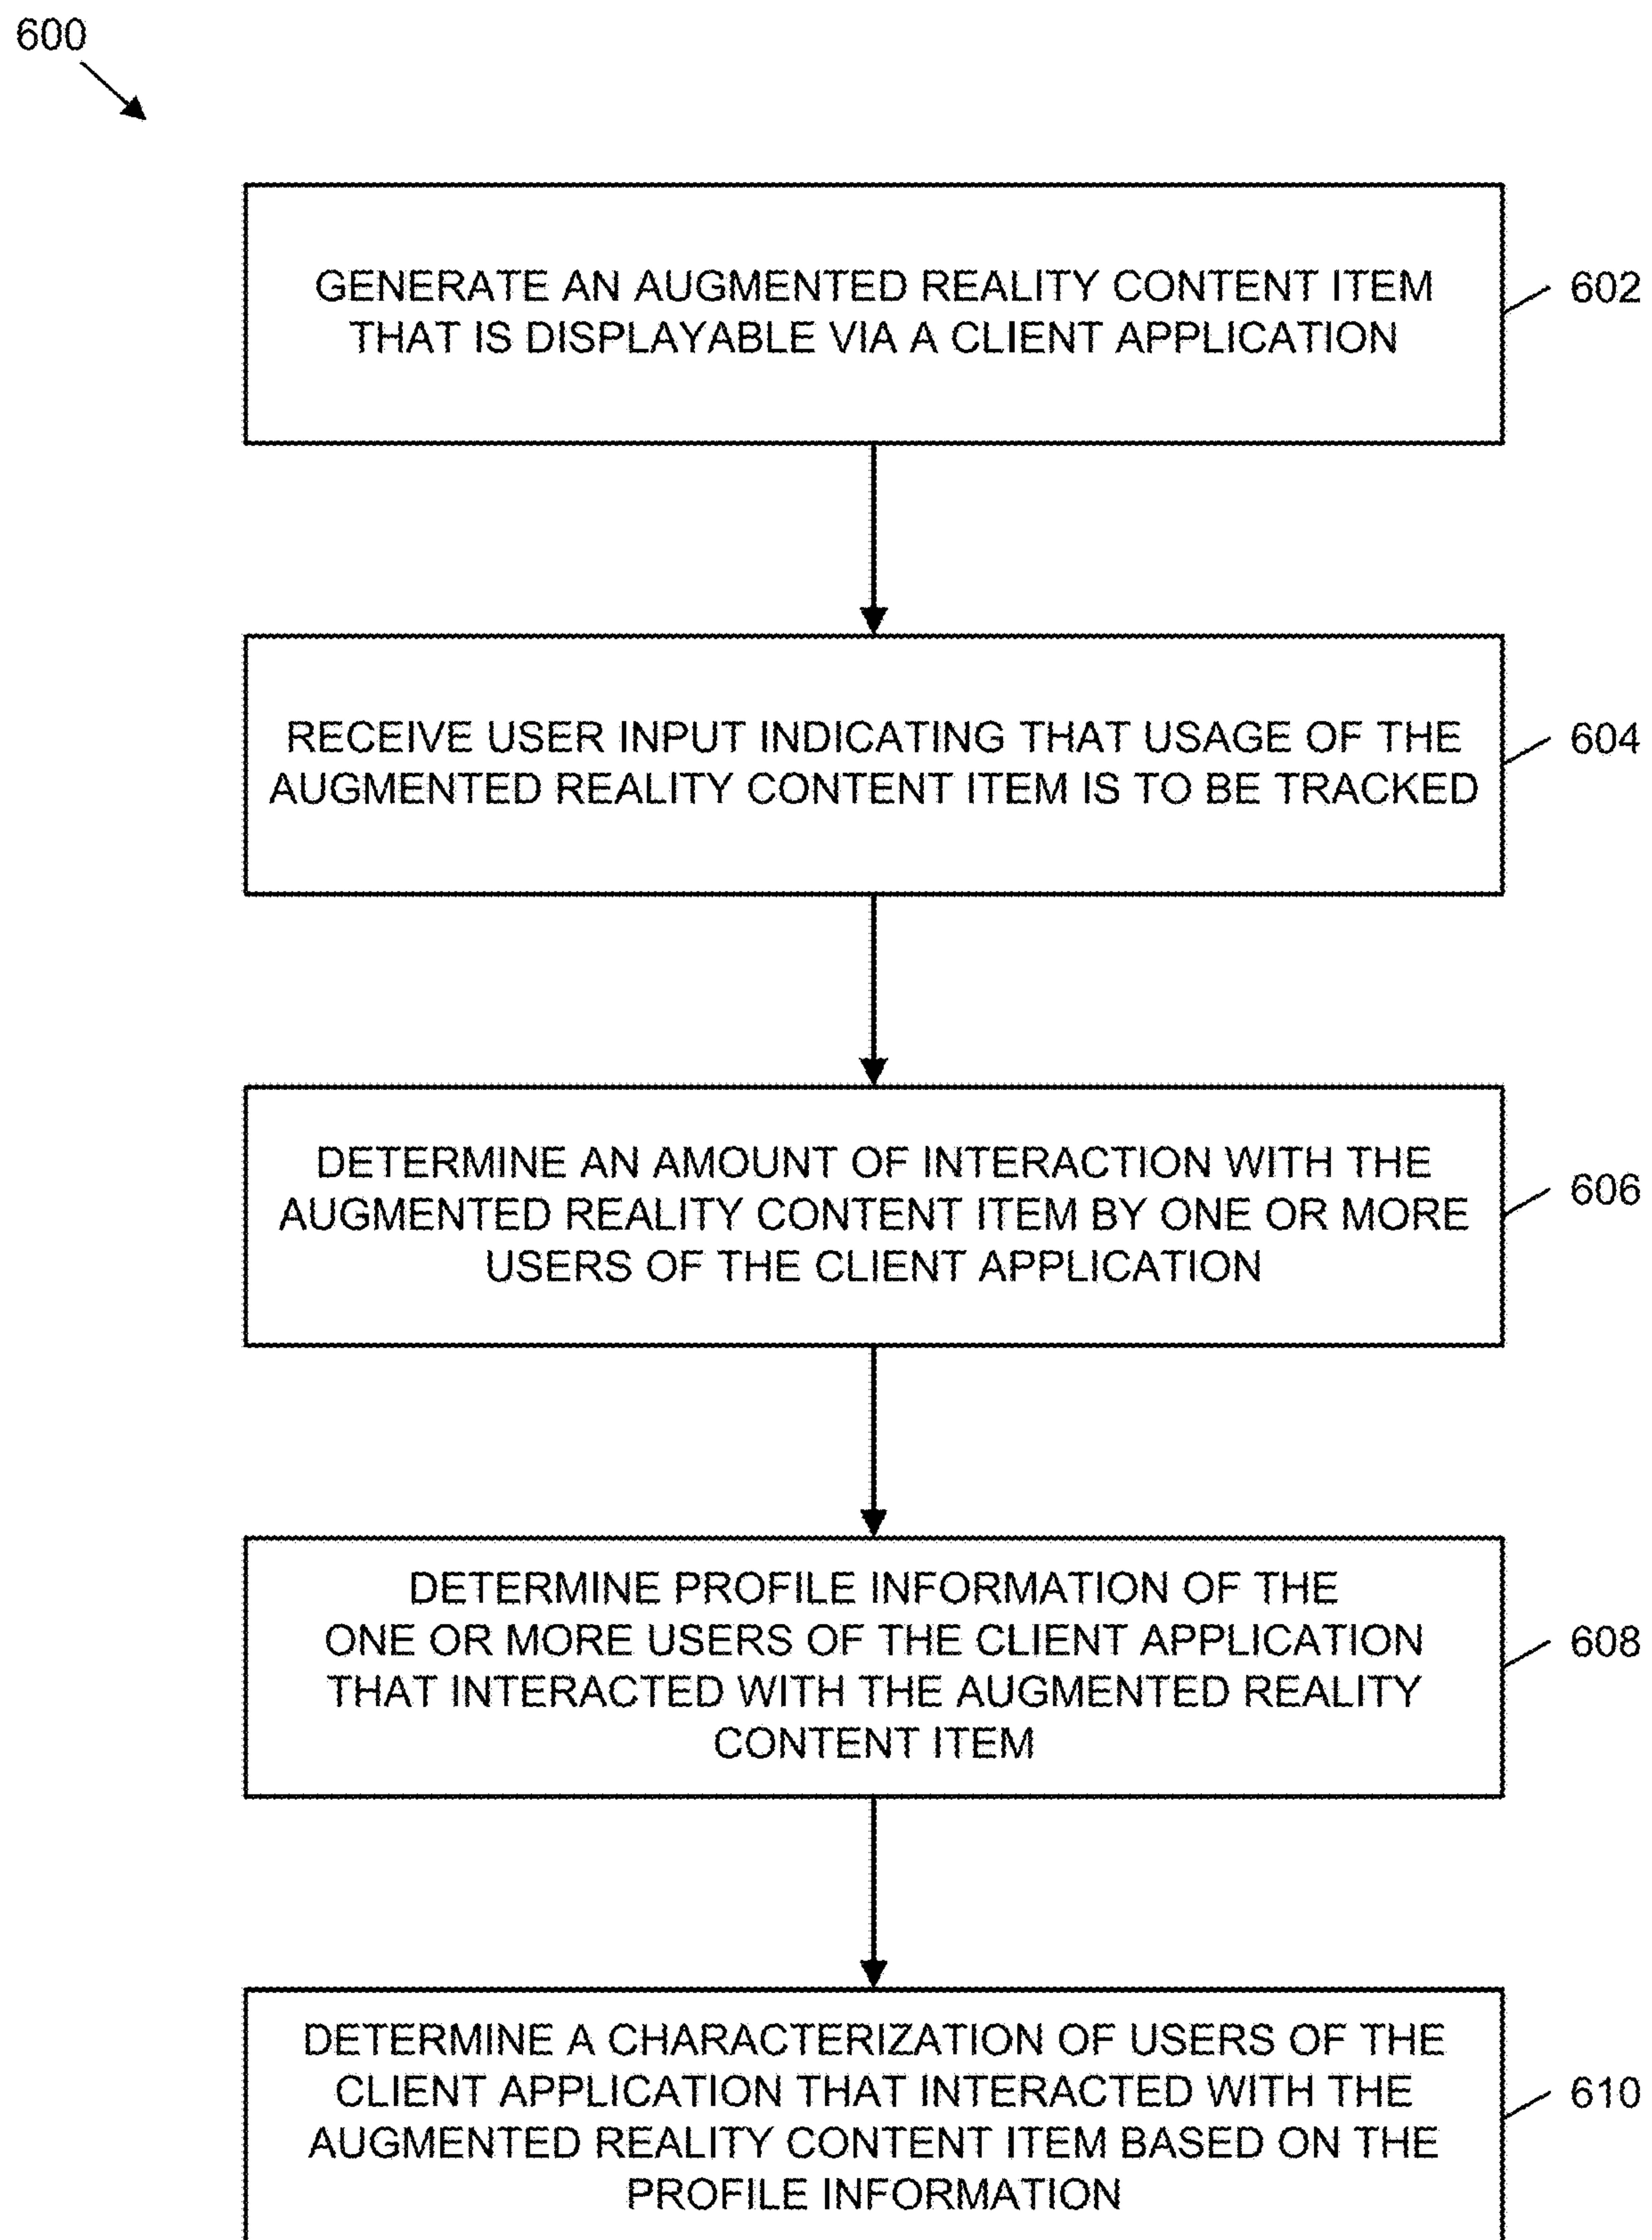 600
GENERATE AN AUGMENTED REALITY CONTENT ITEM
THAT IS DISPLAYABLE VIA A CLIENT APPLICATION
602
RECEIVE USER INPUT INDICATING THAT USAGE OF THE
AUGMENTED REALITY CONTENT ITEM IS TO BE TRACKED
604
DETERMINE AN AMOUNT OF INTERACTION WITH THE
AUGMENTED REALITY CONTENT ITEM BY ONE OR MORE
USERS OF THE CLIENT APPLICATION
606
DETERMINE PROFILE INFORMATION OF THE
ONE OR MORE USERS OF THE CLIENT APPLICATION
THAT INTERACTED WITH THE AUGMENTED REALITY
CONTENT ITEM
608
DETERMINE A CHARACTERIZATION OF USERS OF THE
CLIENT APPLICATION THAT INTERACTED WITH THE
AUGMENTED REALITY CONTENT ITEM BASED ON THE
PROFILE INFORMATION
610